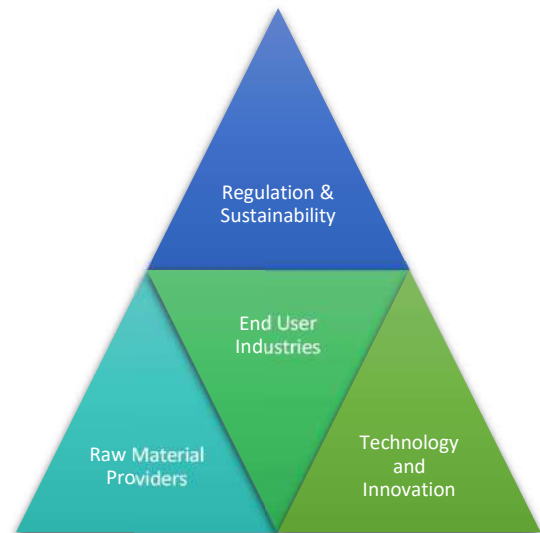 Regulation &
Sustainability
End User
Industries
Raw Material
Providers
Technology
and
Innovation